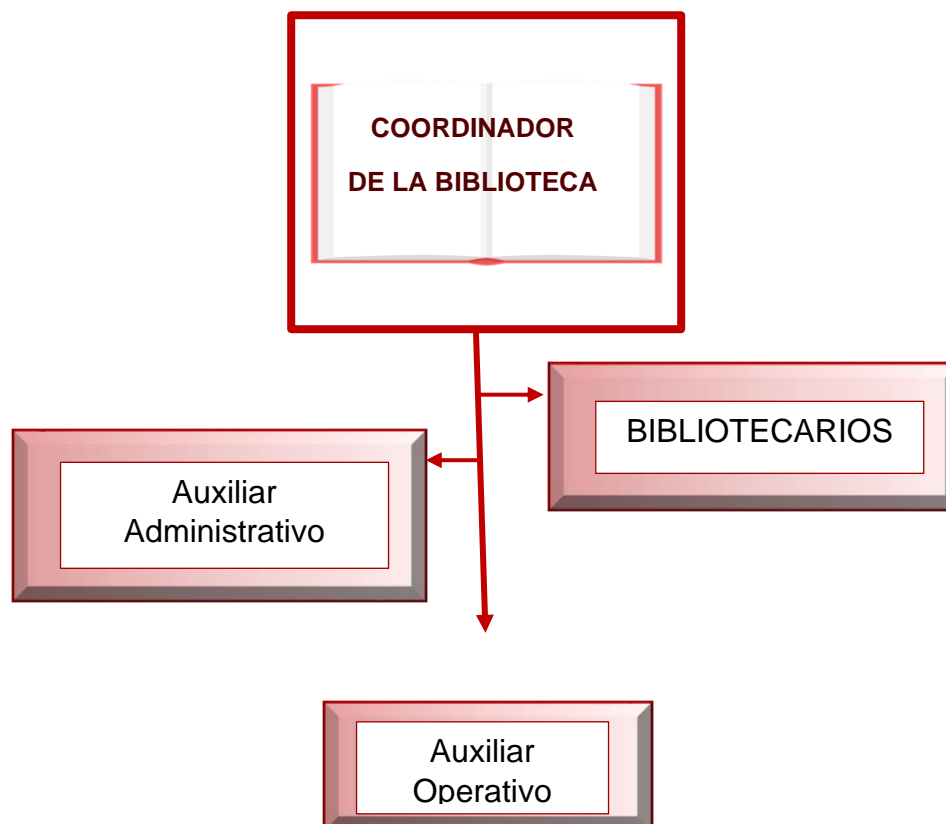 COORDINADOR
DE LA BIBLIOTECA
BIBLIOTECARIOS
Auxiliar
Administrativo
Auxiliar
Operativo